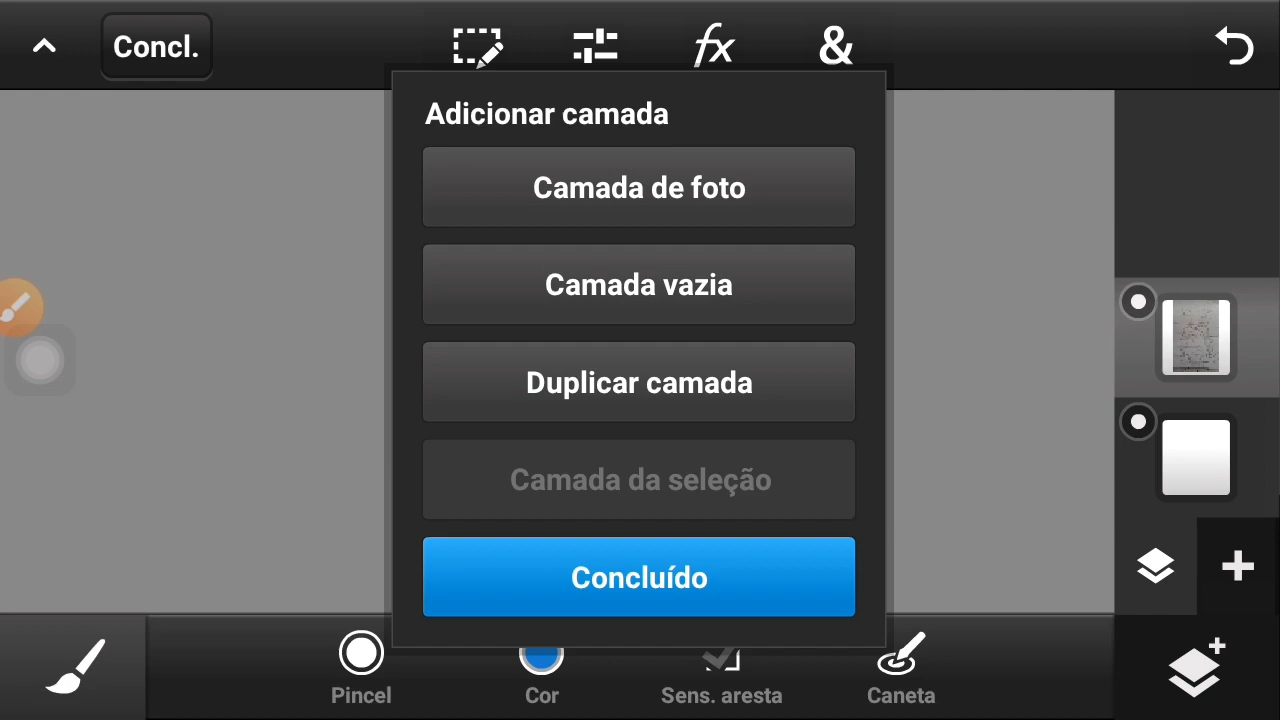 Concl.
fx
&
Adicionar camada
Camada de foto
Camada vazia
Duplicar camada
Camada da seleção
Concluído
Pincel
Cor
Sens. aresta
Caneta